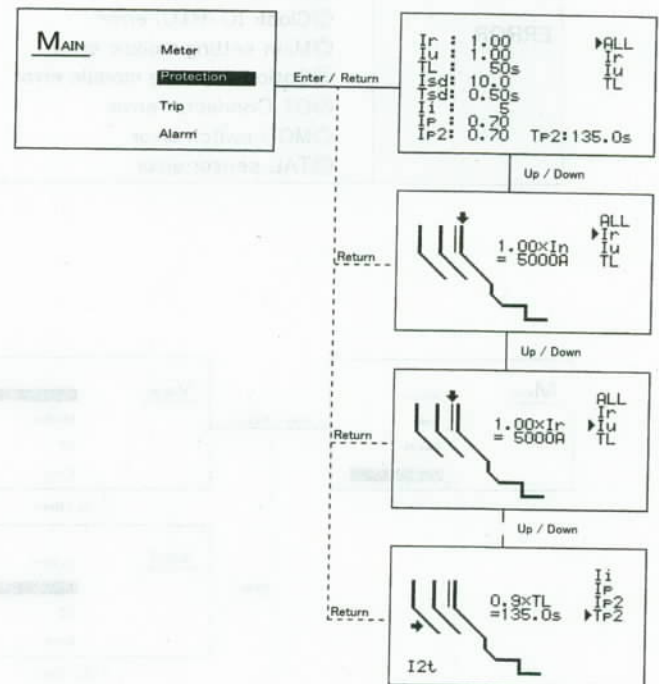 MAIN
Meter
Protection
Trip
Alarm
Enter / Return
Ir : 1.00
Iu : 1.00
TL : 50s
Isd: 10.0
Tsd: 0.50s
Ii : 5
Ip : 0.70
Ip2: 0.70 Tp2:135.0s
▶ALL
Ir
Iu
TL
Up / Down
Return
1.00×In
= 5000A
ALL
▶Ir
Iu
TL
Up / Down
Return
1.00×Ir
= 5000A
ALL
Ir
▶Iu
TL
Up / Down
Return
0.9×TL
=135.0s
I2t
Ii
Ip
Ip2
▶Tp2